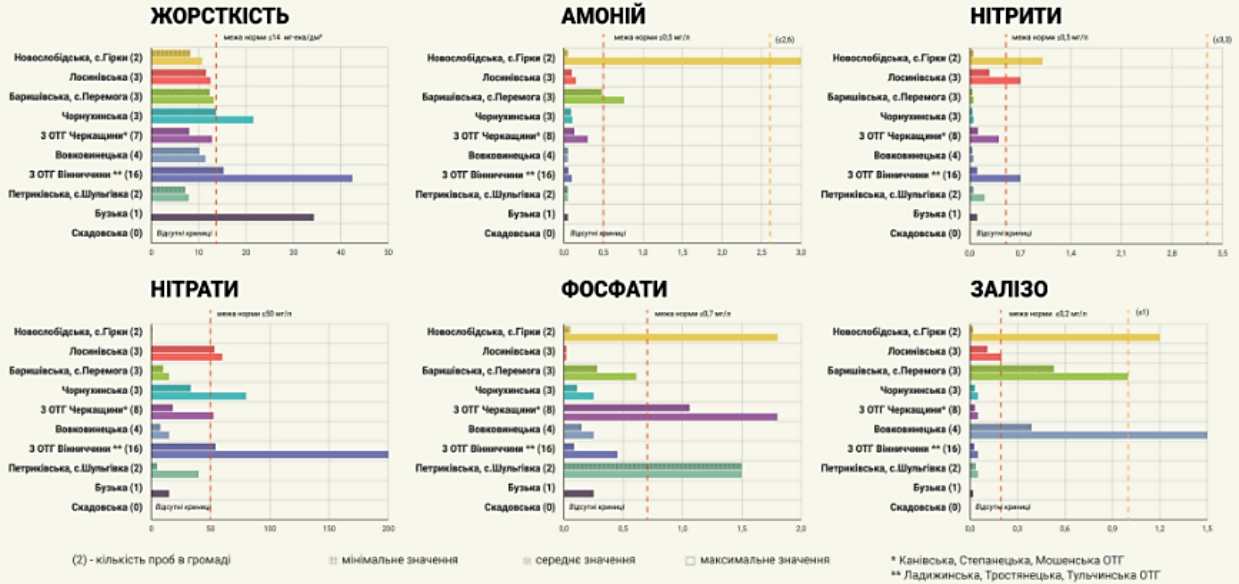 ЖОРСТКІСТЬ
межа норми ≤14 мг-екв/дм³
Новослобідська, с.Гірки (2)
Лосинівська (3)
Баришівська, с.Перемога (3)
Чорнухинська (3)
3 ОТГ Черкащини* (7)
Вовковинецька (4)
3 ОТГ Вінниччини ** (16)
Петриківська, с.Шульгівка (2)
Бузька (1)
Скадовська (0)
Відсутні криниці
0 10 20 30 40 50
АМОНІЙ
межа норми ≤0,5 мг/л
(≤2,6)
Новослобідська, с.Гірки (2)
Лосинівська (3)
Баришівська, с.Перемога (3)
Чорнухинська (3)
3 ОТГ Черкащини* (8)
Вовковинецька (4)
3 ОТГ Вінниччини ** (16)
Петриківська, с.Шульгівка (2)
Бузька (1)
Скадовська (0)
Відсутні криниці
0,0 0,5 1,0 1,5 2,0 2,5 3,0
НІТРИТИ
межа норми ≤0,5 мг/л
(≤3,3)
Новослобідська, с.Гірки (2)
Лосинівська (3)
Баришівська, с.Перемога (3)
Чорнухинська (3)
3 ОТГ Черкащини* (8)
Вовковинецька (4)
3 ОТГ Вінниччини ** (16)
Петриківська, с.Шульгівка (2)
Бузька (1)
Скадовська (0)
Відсутні криниці
0,0 0,7 1,4 2,1 2,8 3,5
НІТРАТИ
межа норми ≤50 мг/л
Новослобідська, с.Гірки (2)
Лосинівська (3)
Баришівська, с.Перемога (3)
Чорнухинська (3)
3 ОТГ Черкащини* (8)
Вовковинецька (4)
3 ОТГ Вінниччини ** (16)
Петриківська, с.Шульгівка (2)
Бузька (1)
Скадовська (0)
Відсутні криниці
0 50 100 150 200
ФОСФАТИ
межа норми ≤0,7 мг/л
Новослобідська, с.Гірки (2)
Лосинівська (3)
Баришівська, с.Перемога (3)
Чорнухинська (3)
3 ОТГ Черкащини* (8)
Вовковинецька (4)
3 ОТГ Вінниччини ** (16)
Петриківська, с.Шульгівка (2)
Бузька (1)
Скадовська (0)
Відсутні криниці
0,0 0,5 1,0 1,5 2,0
ЗАЛІЗО
межа норми ≤0,2 мг/л
(≤1)
Новослобідська, с.Гірки (2)
Лосинівська (3)
Баришівська, с.Перемога (3)
Чорнухинська (3)
3 ОТГ Черкащини* (8)
Вовковинецька (4)
3 ОТГ Вінниччини ** (16)
Петриківська, с.Шульгівка (2)
Бузька (1)
Скадовська (0)
Відсутні криниці
0,0 0,3 0,6 0,9 1,2 1,5
(2) - кількість проб в громаді
мінімальне значення
середнє значення
максимальне значення
* Канівська, Степанецька, Мошенська ОТГ
** Ладижинська, Тростянецька, Тульчинська ОТГ